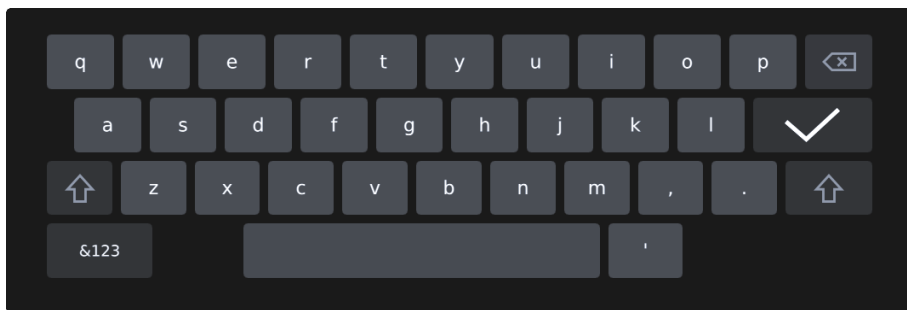 q w e r t y u i o p
a s d f g h j k l
z x c v b n m , .
&123 '